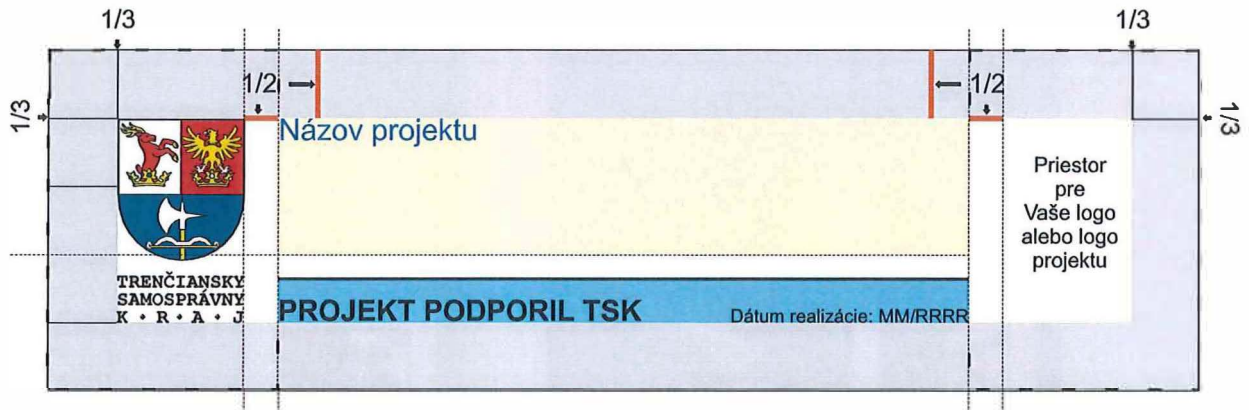 1/3
1/3
1/2
1/2
1/3
1/3
Názov projektu
Priestor
pre
Vaše logo
alebo logo
projektu
TRENČIANSKY
SAMOSPRÁVNY
K・R・A・J
PROJEKT PODPORIL TSK
Dátum realizácie: MM/RRRR